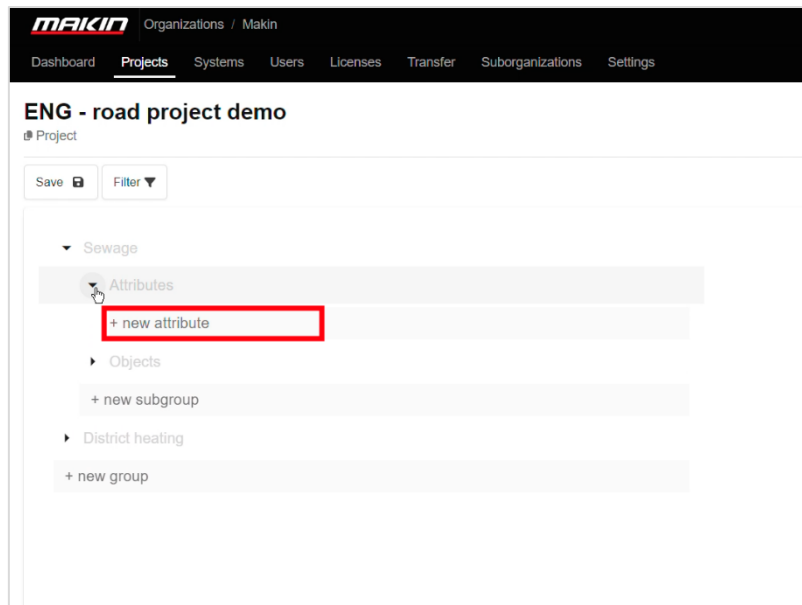 MAKIN Organizations / Makin
Dashboard Projects Systems Users Licenses Transfer Suborganizations Settings
ENG - road project demo
Project
Save Filter
Sewage
Attributes
+ new attribute
Objects
+ new subgroup
District heating
+ new group